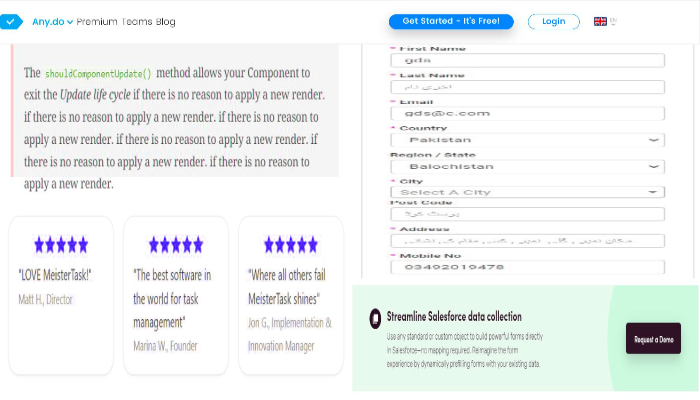 Any.do Premium Teams Blog
Get Started - It's Free!
Login
EN
The shouldComponentUpdate() method allows your Component to
exit the Update life cycle if there is no reason to apply a new render.
if there is no reason to apply a new render. if there is no reason to
apply a new render. if there is no reason to apply a new render. if
there is no reason to apply a new render. if there is no reason to
apply a new render.
"LOVE MeisterTask!"
Matt H., Director
"The best software in
the world for task
management"
Marina W., Founder
"Where all others fail
MeisterTask shines"
Jon G., Implementation &
Innovation Manager
* First Name
gds
* Last Name
آخری نام
* Email
gds@c.com
* Country
Pakistan
Region / State
Balochistan
* City
Select A City
Post Code
پوسٹ کوڈ
* Address
* Mobile No
03492019478
Streamline Salesforce data collection
Use any standard or custom object to build powerful forms directly
in Salesforce—no mapping required. Reimagine the form
experience by dynamically prefilling forms with your existing data.
Request a Demo